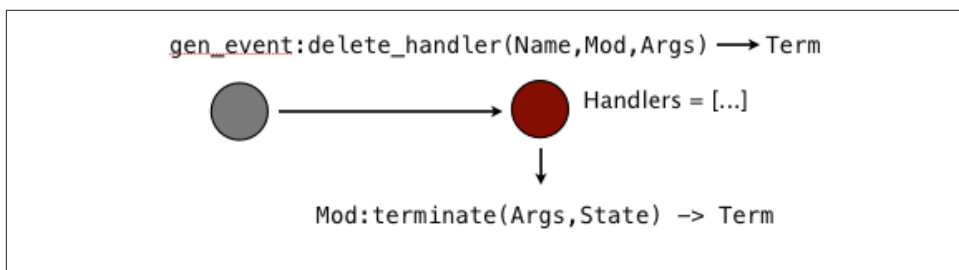 gen_event:delete_handler(Name,Mod,Args) → Term
Handlers = [...]
Mod:terminate(Args,State) -> Term